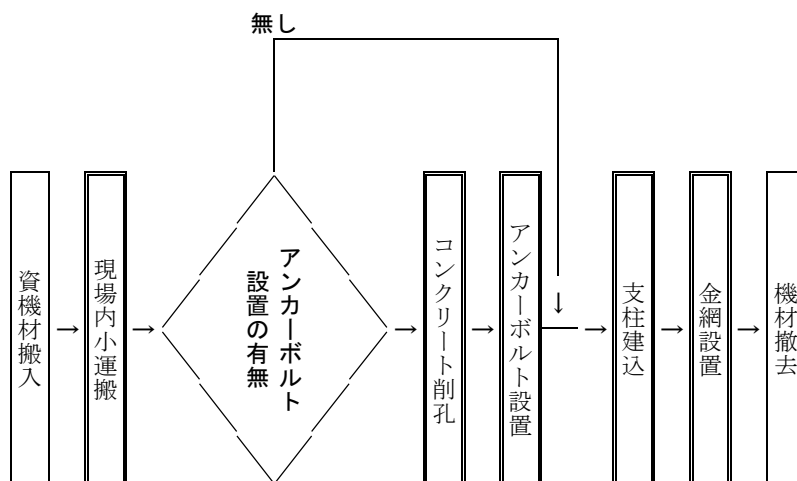 無し
資機材搬入
→
現場内小運搬
→
アンカーボルト
設置の有無
→
コンクリート削孔
→
アンカーボルト設置
↓
→
支柱建込
→
金網設置
→
機材撤去